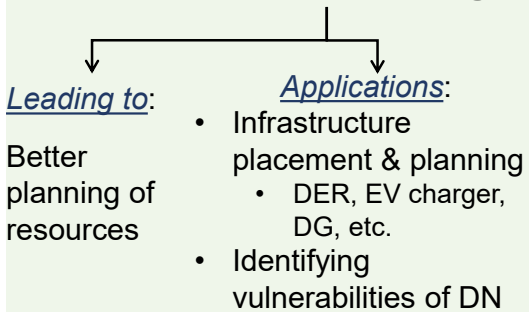 Leading to:
Better
planning of
resources
Applications:
• Infrastructure
placement & planning
• DER, EV charger,
DG, etc.
• Identifying
vulnerabilities of DN